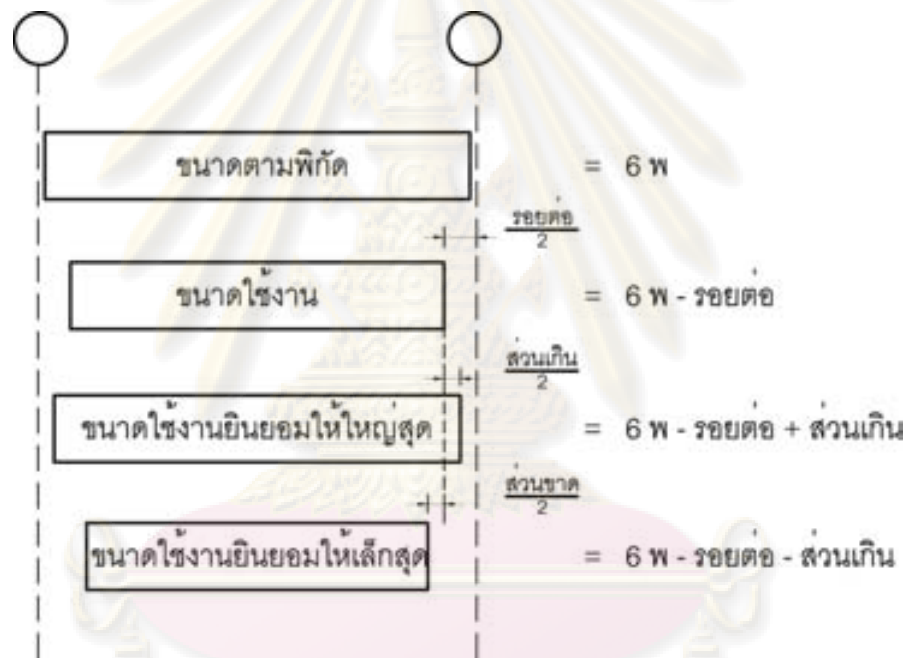 ขนาดตามพิกัด = 6 พ
รอยต่อ
2
ขนาดใช้งาน = 6 พ - รอยต่อ
ส่วนเกิน
2
ขนาดใช้งานยินยอมให้ใหญ่สุด = 6 พ - รอยต่อ + ส่วนเกิน
ส่วนขาด
2
ขนาดใช้งานยินยอมให้เล็กสุด = 6 พ - รอยต่อ - ส่วนเกิน